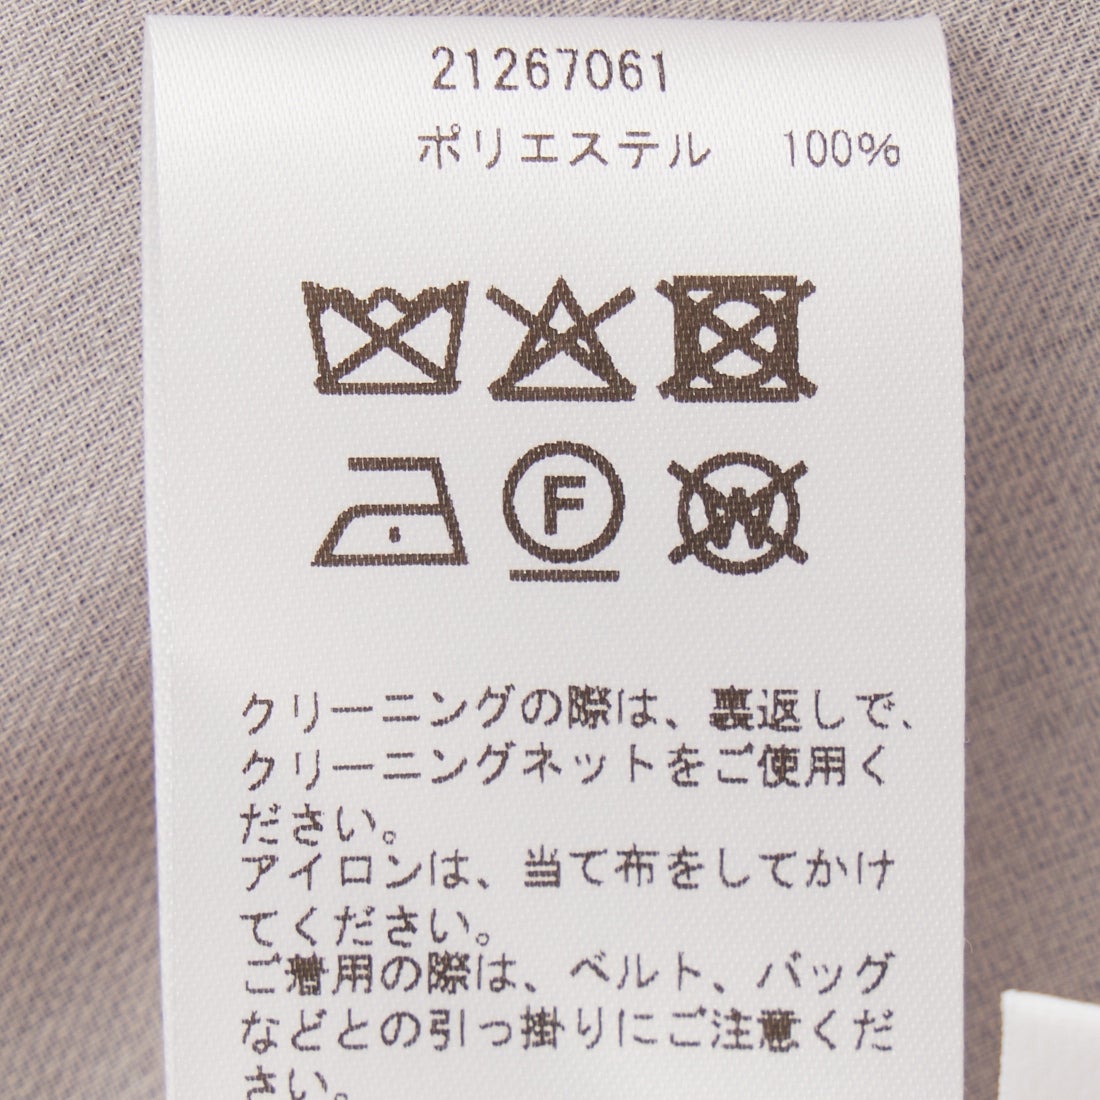 21267061
ポリエステル 100%
F
W
クリーニングの際は、裏返しで、
クリーニングネットをご使用く
ださい。
アイロンは、当て布をしてかけ
てください。
ご着用の際は、ベルト、バッグ
などとの引っ掛りにご注意くだ
さい。